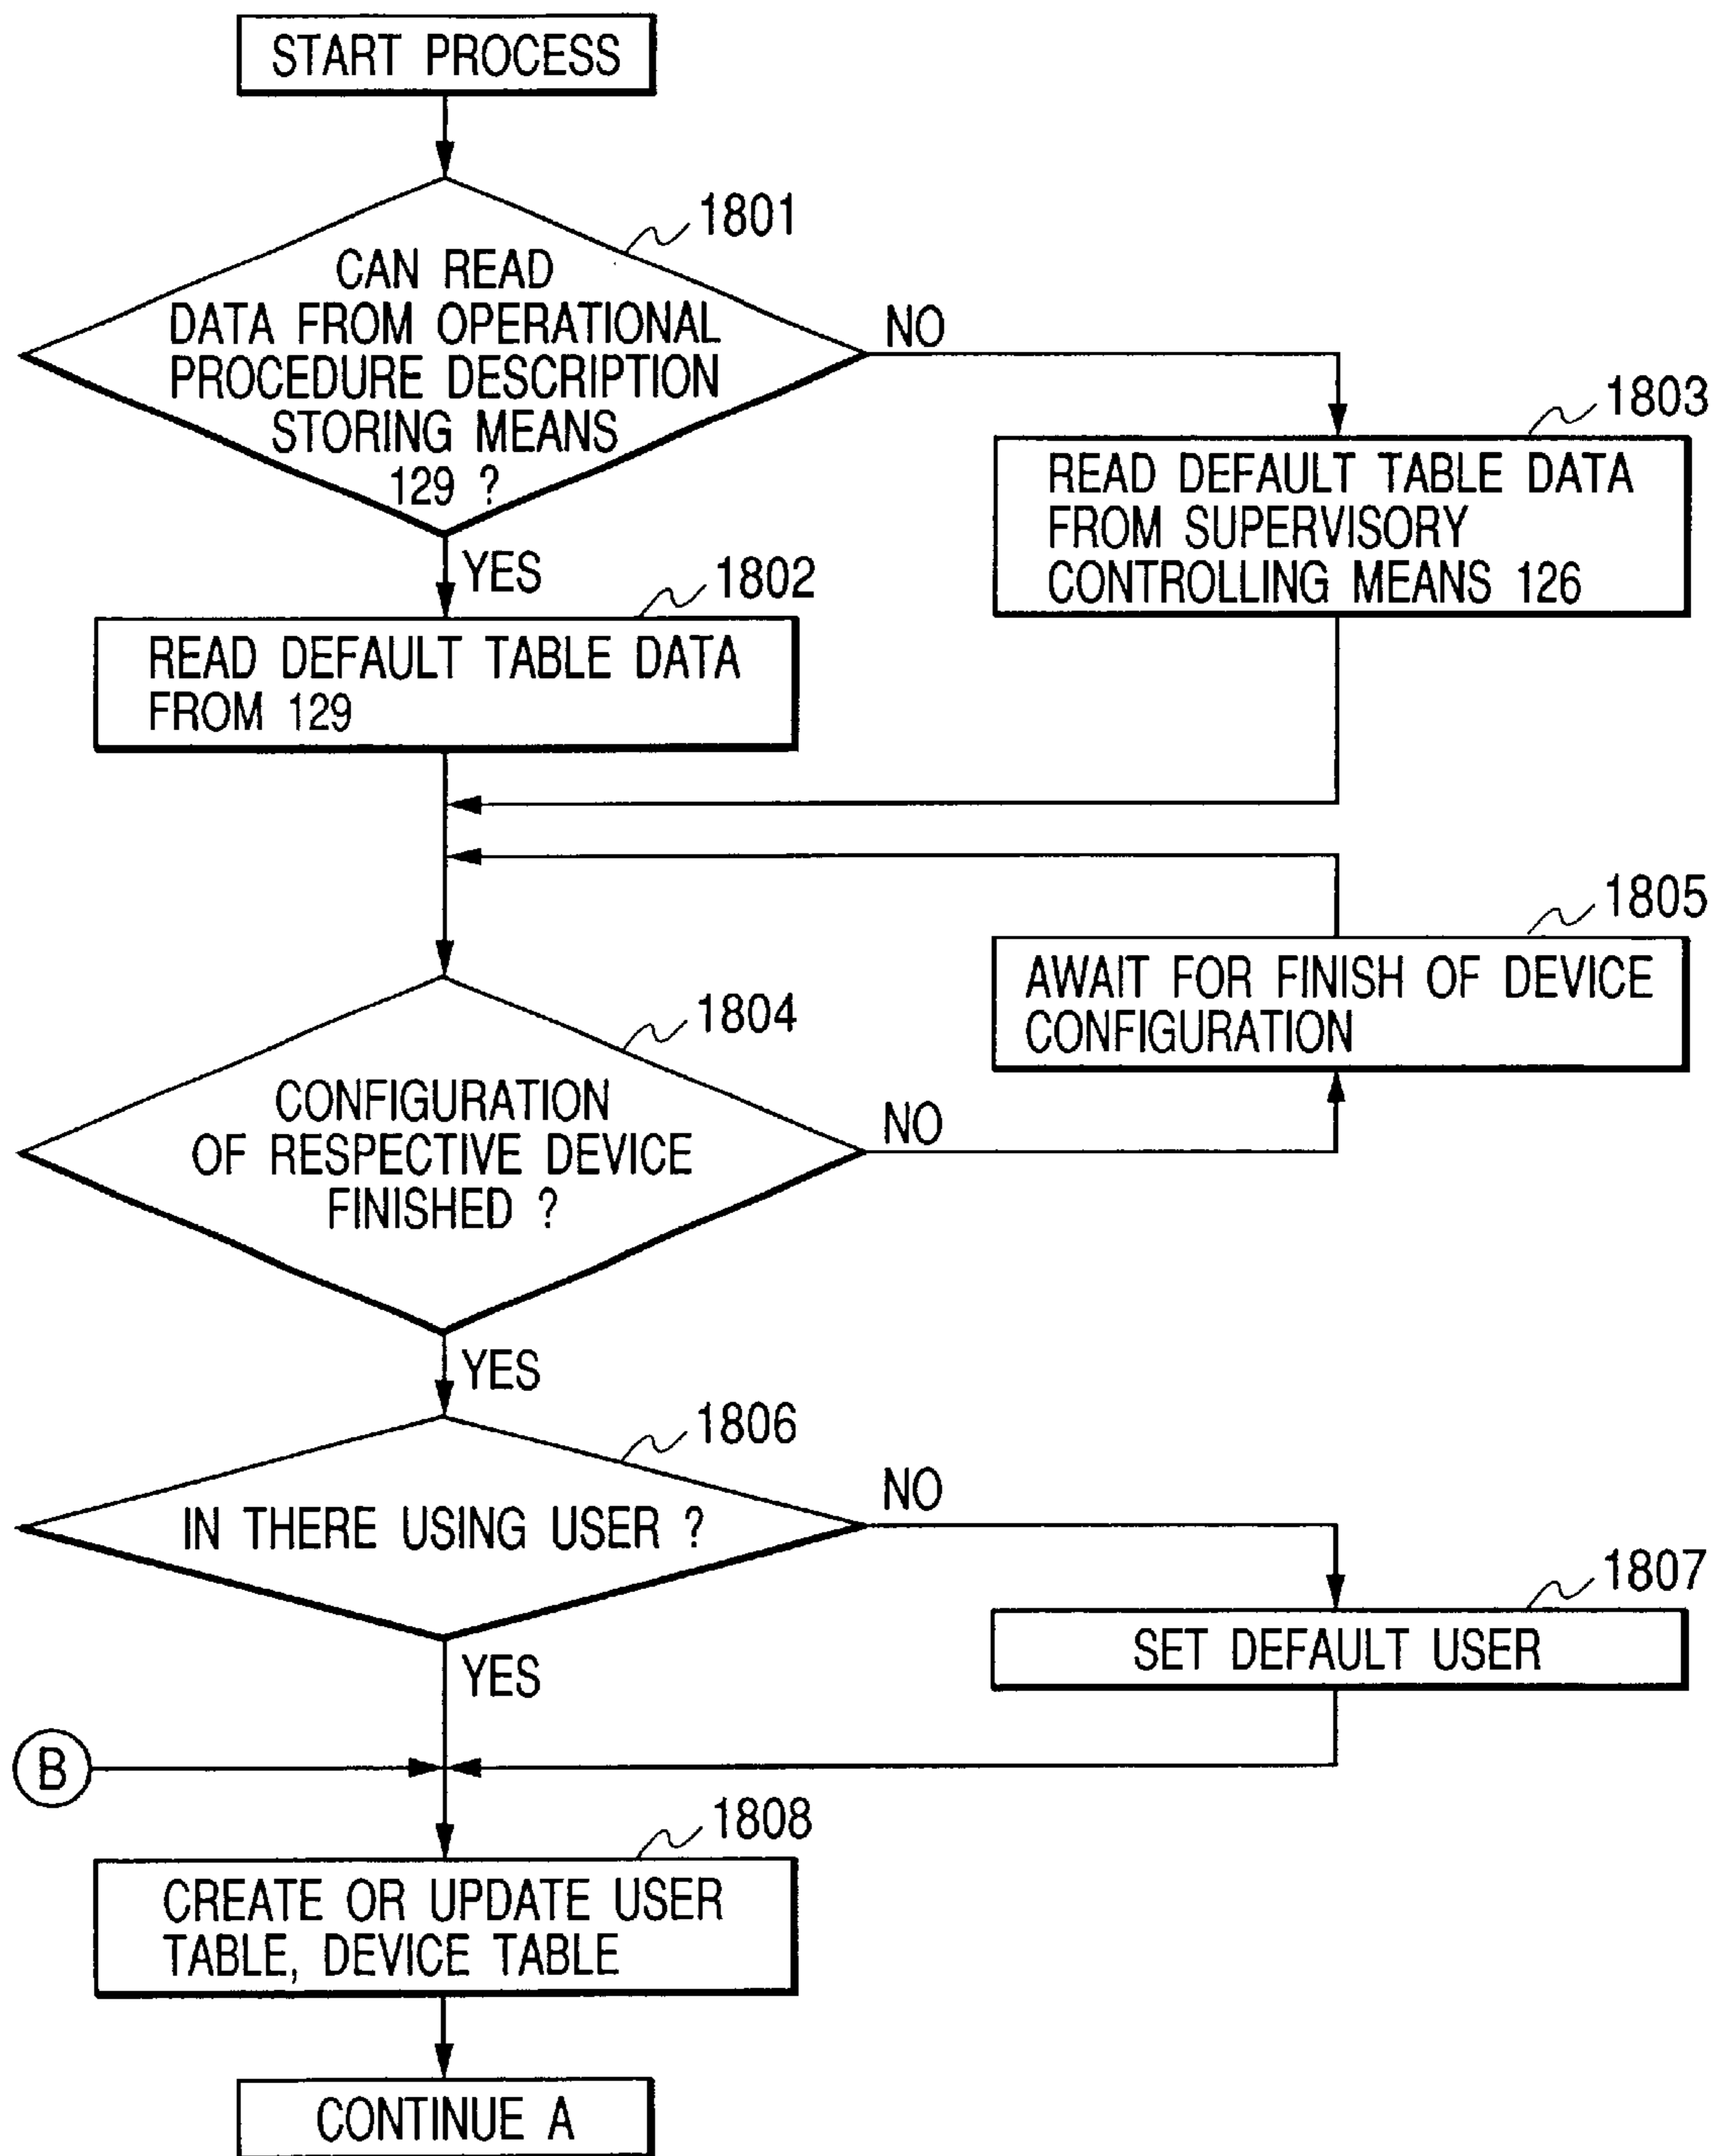 START PROCESS
1801
CAN READ
DATA FROM OPERATIONAL
PROCEDURE DESCRIPTION
STORING MEANS
129 ?
NO
YES
1803
READ DEFAULT TABLE DATA
FROM SUPERVISORY
CONTROLLING MEANS 126
1802
READ DEFAULT TABLE DATA
FROM 129
1805
AWAIT FOR FINISH OF DEVICE
CONFIGURATION
1804
CONFIGURATION
OF RESPECTIVE DEVICE
FINISHED ?
NO
YES
1806
IN THERE USING USER ?
NO
YES
1807
SET DEFAULT USER
B
1808
CREATE OR UPDATE USER
TABLE, DEVICE TABLE
CONTINUE A